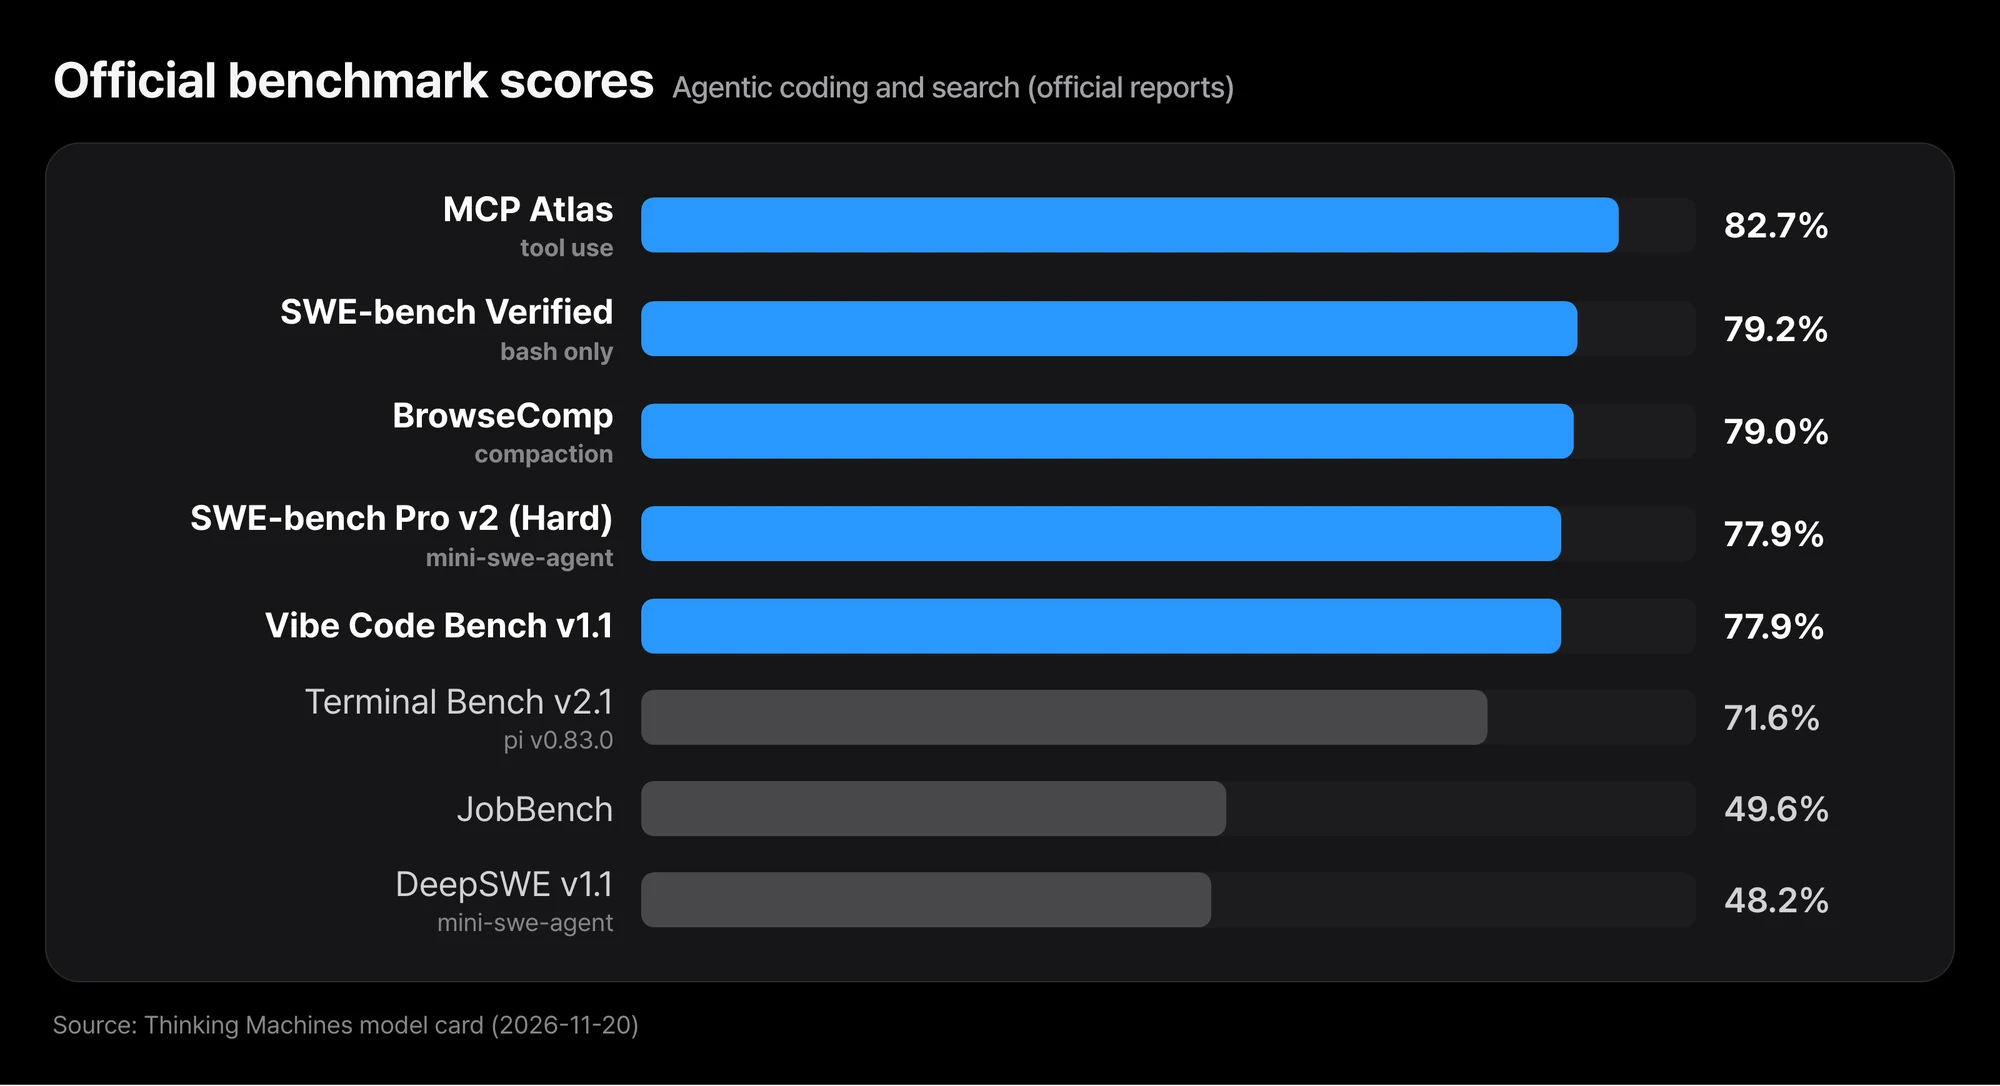 Official benchmark scores Agentic coding and search (official reports)
MCP Atlas
tool use
82.7%
SWE-bench Verified
bash only
79.2%
BrowseComp
compaction
79.0%
SWE-bench Pro v2 (Hard)
mini-swe-agent
77.9%
Vibe Code Bench v1.1
77.9%
Terminal Bench v2.1
pi v0.83.0
71.6%
JobBench
49.6%
DeepSWE v1.1
mini-swe-agent
48.2%
Source: Thinking Machines model card (2026-11-20)